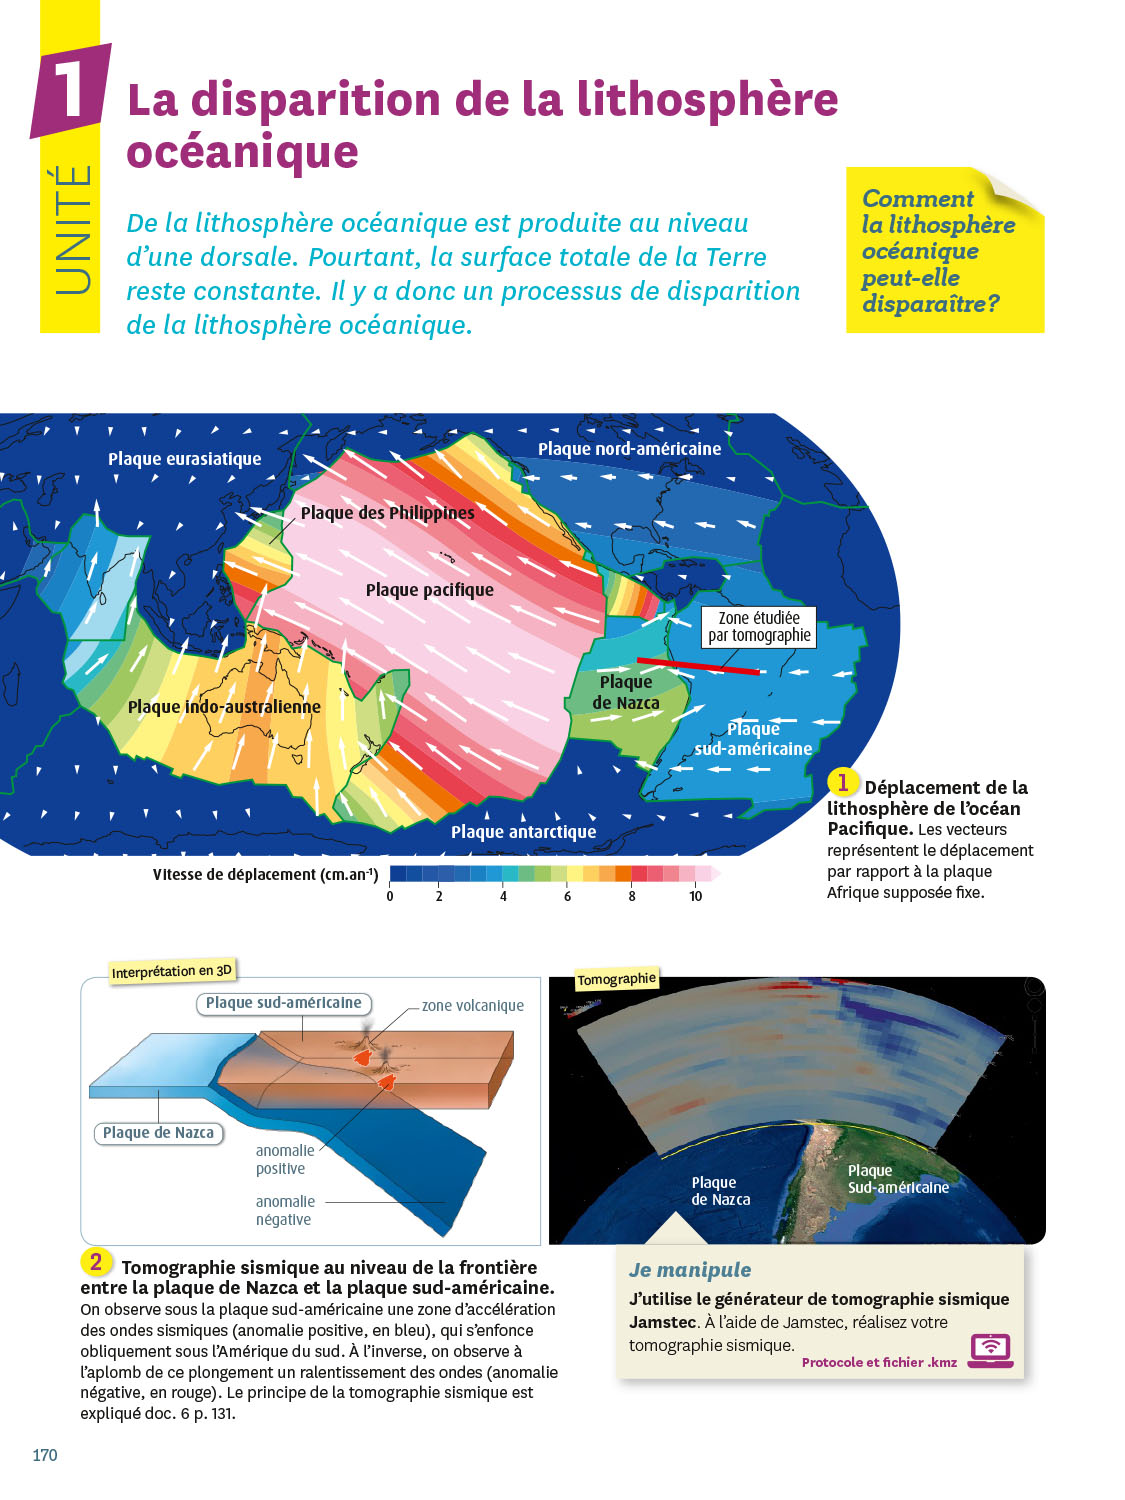 1
UNITÉ
La disparition de la lithosphère
océanique
De la lithosphère océanique est produite au niveau
d'une dorsale. Pourtant, la surface totale de la Terre
reste constante. Il y a donc un processus de disparition
de la lithosphère océanique.
Comment
la lithosphère
océanique
peut-elle
disparaître?
Plaque eurasiatique
Plaque nord-américaine
Plaque des Philippines
Plaque pacifique
Zone étudiée
par tomographie
Plaque
de Nazca
Plaque indo-australienne
Plaque
sud-américaine
Plaque antarctique
Vitesse de déplacement (cm.an-1)
0 2 4 6 8 10
1 Déplacement de la
lithosphère de l'océan
Pacifique. Les vecteurs
représentent le déplacement
par rapport à la plaque
Afrique supposée fixe.
Interprétation en 3D
Plaque sud-américaine
zone volcanique
Plaque de Nazca
anomalie
positive
anomalie
négative
Tomographie
Plaque
de Nazca
Plaque
Sud-américaine
2 Tomographie sismique au niveau de la frontière
entre la plaque de Nazca et la plaque sud-américaine.
On observe sous la plaque sud-américaine une zone d'accélération
des ondes sismiques (anomalie positive, en bleu), qui s'enfonce
obliquement sous l'Amérique du sud. À l'inverse, on observe à
l'aplomb de ce plongement un ralentissement des ondes (anomalie
négative, en rouge). Le principe de la tomographie sismique est
expliqué doc. 6 p. 131.
Je manipule
J'utilise le générateur de tomographie sismique
Jamstec. À l'aide de Jamstec, réalisez votre
tomographie sismique.
Protocole et fichier .kmz
170